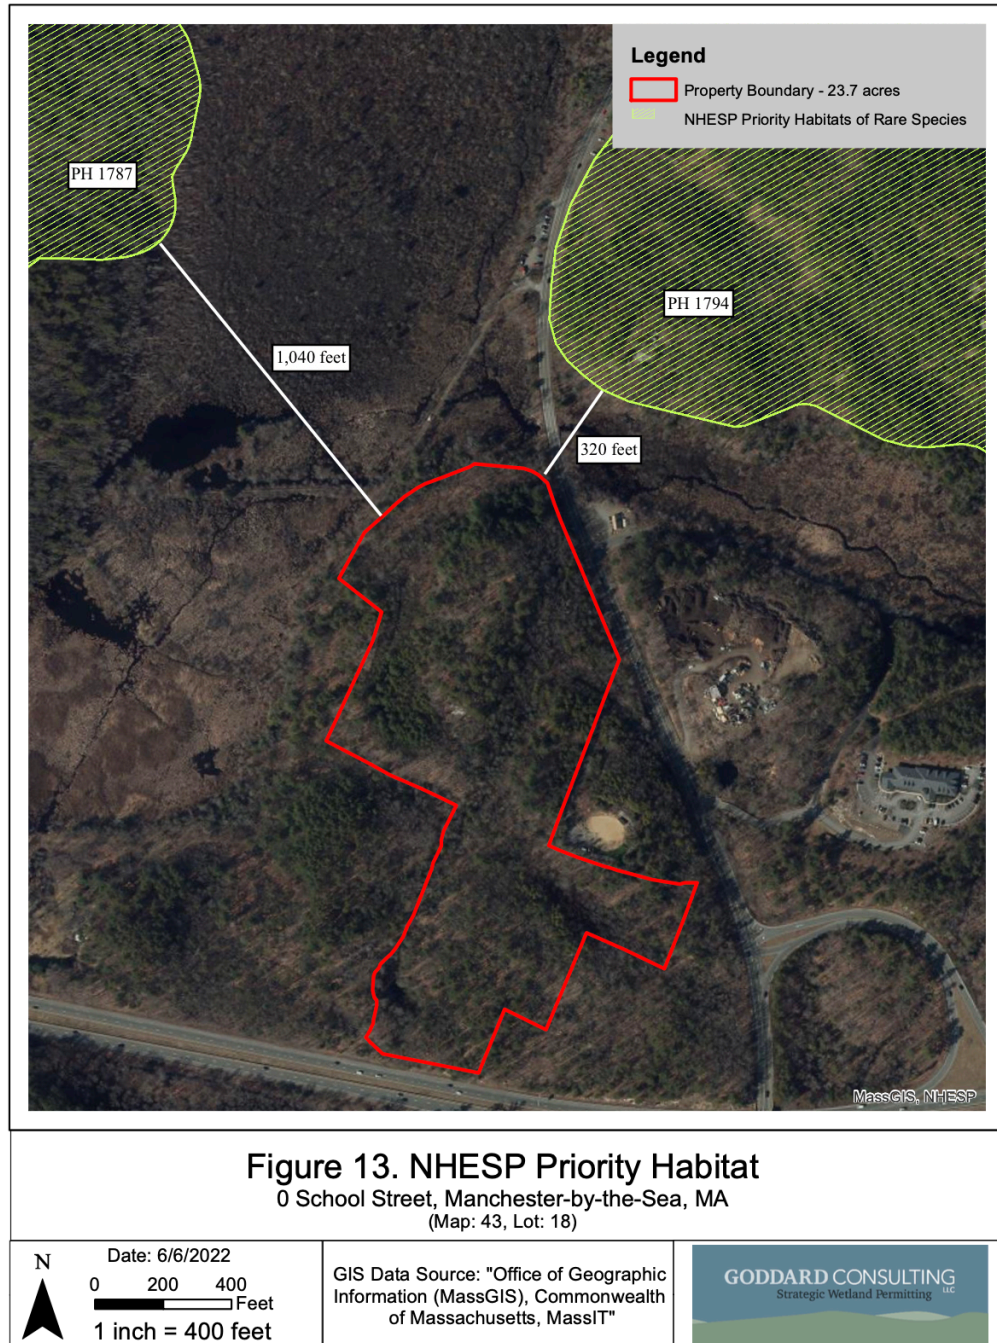 Legend
Property Boundary - 23.7 acres
NHESP Priority Habitats of Rare Species
PH 1787
PH 1794
1,040 feet
320 feet
MassGIS, NHESP
Figure 13. NHESP Priority Habitat
0 School Street, Manchester-by-the-Sea, MA
(Map: 43, Lot: 18)
N
Date: 6/6/2022
0 200 400
Feet
1 inch = 400 feet
GIS Data Source: "Office of Geographic
Information (MassGIS), Commonwealth
of Massachusetts, MassIT"
GODDARD CONSULTING
LLC
Strategic Wetland Permitting